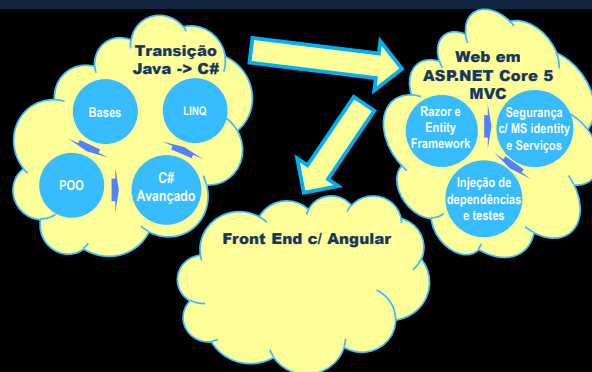 Transição
Java -> C#
Bases
LINQ
POO
C#
Avançado
Web em
ASP.NET Core 5
MVC
Razor e
Entity
Framework
Segurança
c/ MS identity
e Serviços
Injeção de
dependências
e testes
Front End c/ Angular